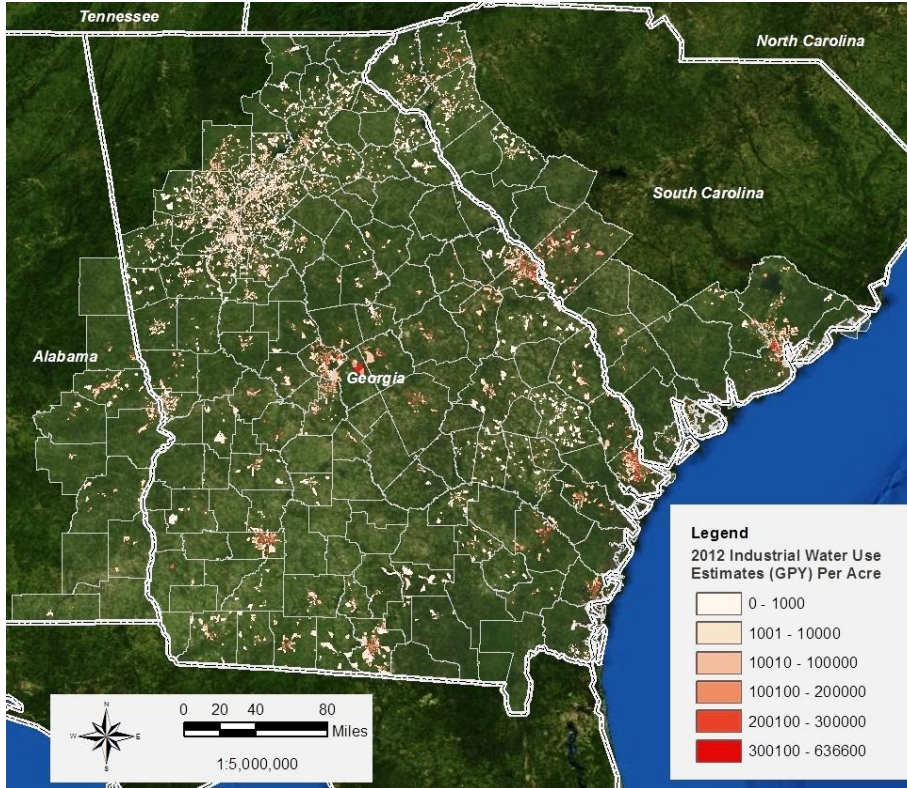 Tennessee
North Carolina
South Carolina
Alabama
Georgia
Legend
2012 Industrial Water Use
Estimates (GPY) Per Acre
0 - 1000
1001 - 10000
10010 - 100000
100100 - 200000
200100 - 300000
300100 - 636600
N
W E
S
0 20 40 80
Miles
1:5,000,000